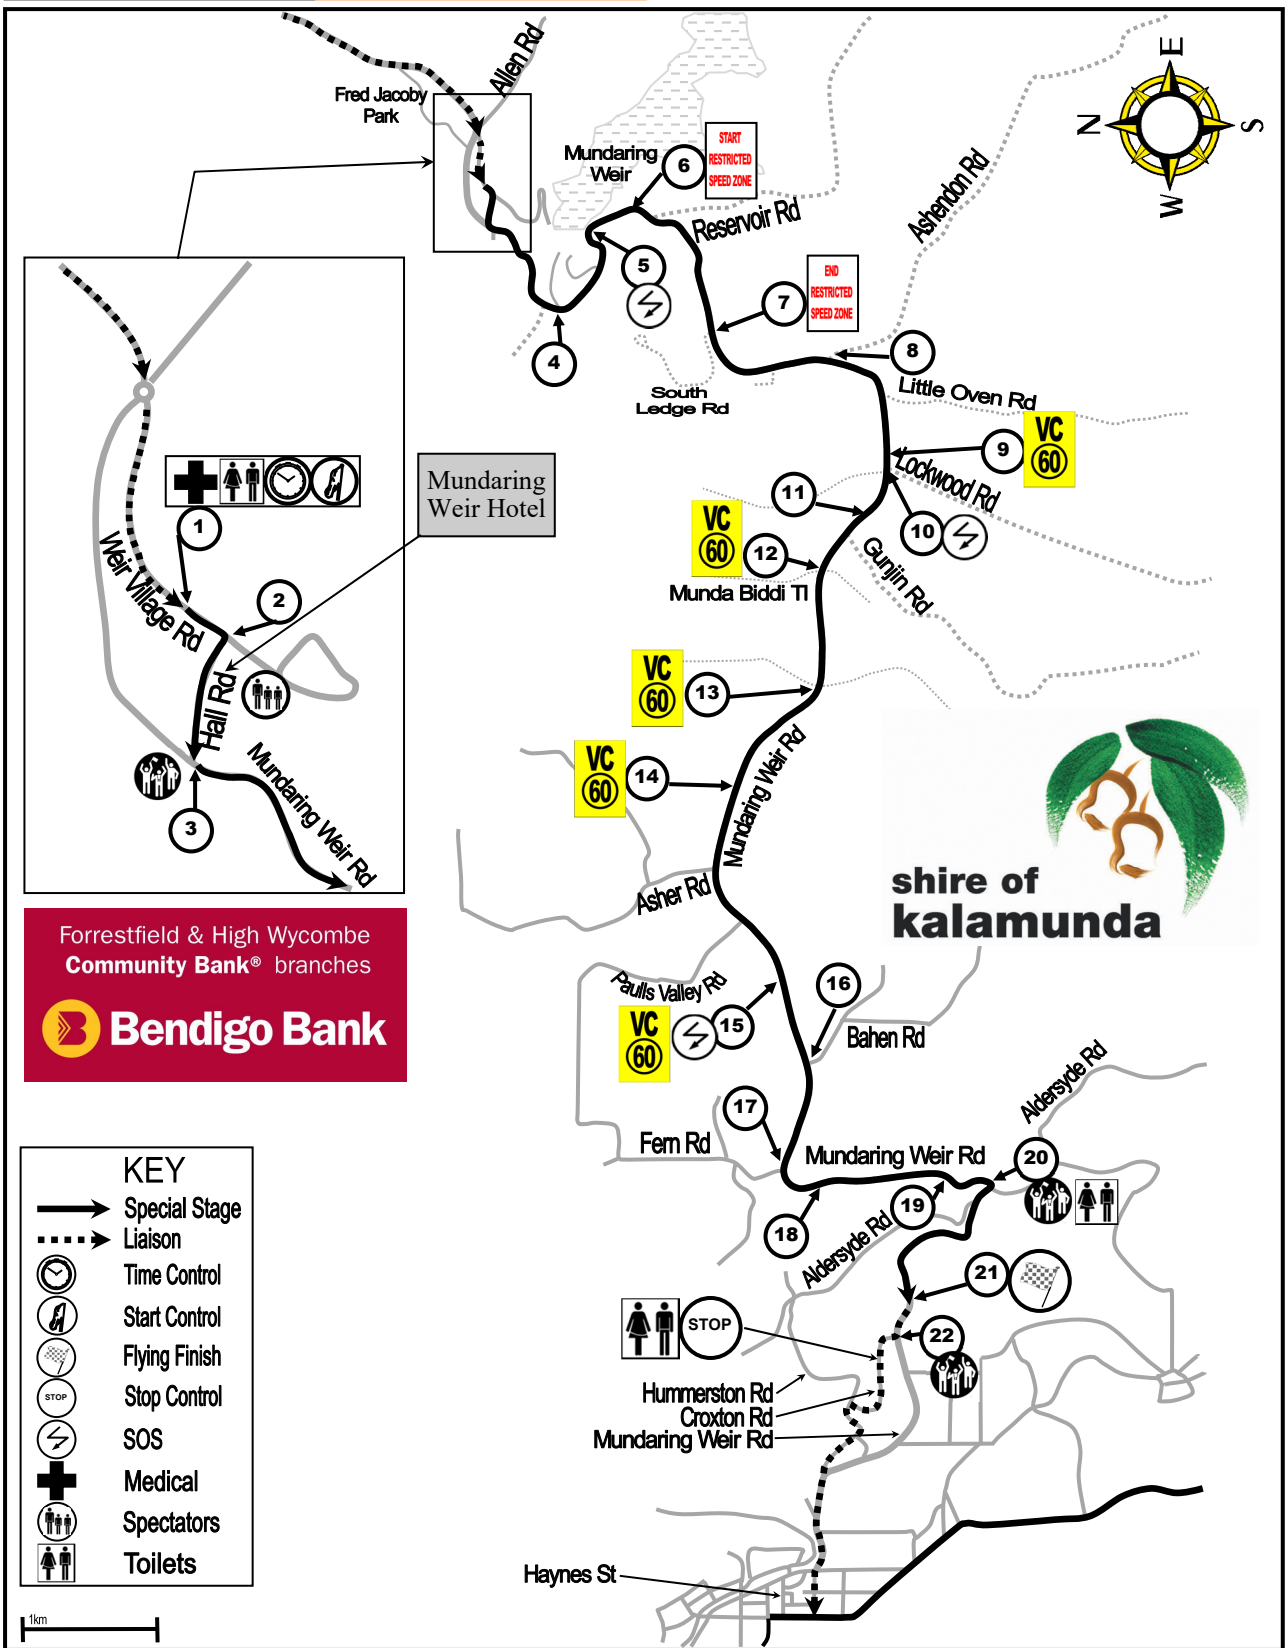 Allen Rd
Fred Jacoby
Park
Mundaring
Weir
6
START
RESTRICTED
SPEED ZONE
E
N
S
W
Reservoir Rd
Ashendon Rd
5
7
END
RESTRICTED
SPEED ZONE
4
8
South
Ledge Rd
Little Oven Rd
9
VC
60
Lockwood Rd
11
10
VC
60
12
Gunjin Rd
Munda Biddi Tl
Mundaring
Weir Hotel
1
Weir Village Rd
2
Hall Rd
Mundaring Weir Rd
3
VC
60
13
VC
60
14
Mundaring Weir Rd
Asher Rd
shire of
kalamunda
Forrestfield & High Wycombe
Community Bank® branches
Bendigo Bank
Paulls Valley Rd
VC
60
15
16
Bahen Rd
17
Fern Rd
Mundaring Weir Rd
Aldersyde Rd
20
19
18
Aldersyde Rd
21
STOP
22
Hummerston Rd
Croxton Rd
Mundaring Weir Rd
Haynes St
KEY
Special Stage
Liaison
Time Control
Start Control
Flying Finish
STOP
Stop Control
SOS
Medical
Spectators
Toilets
1km